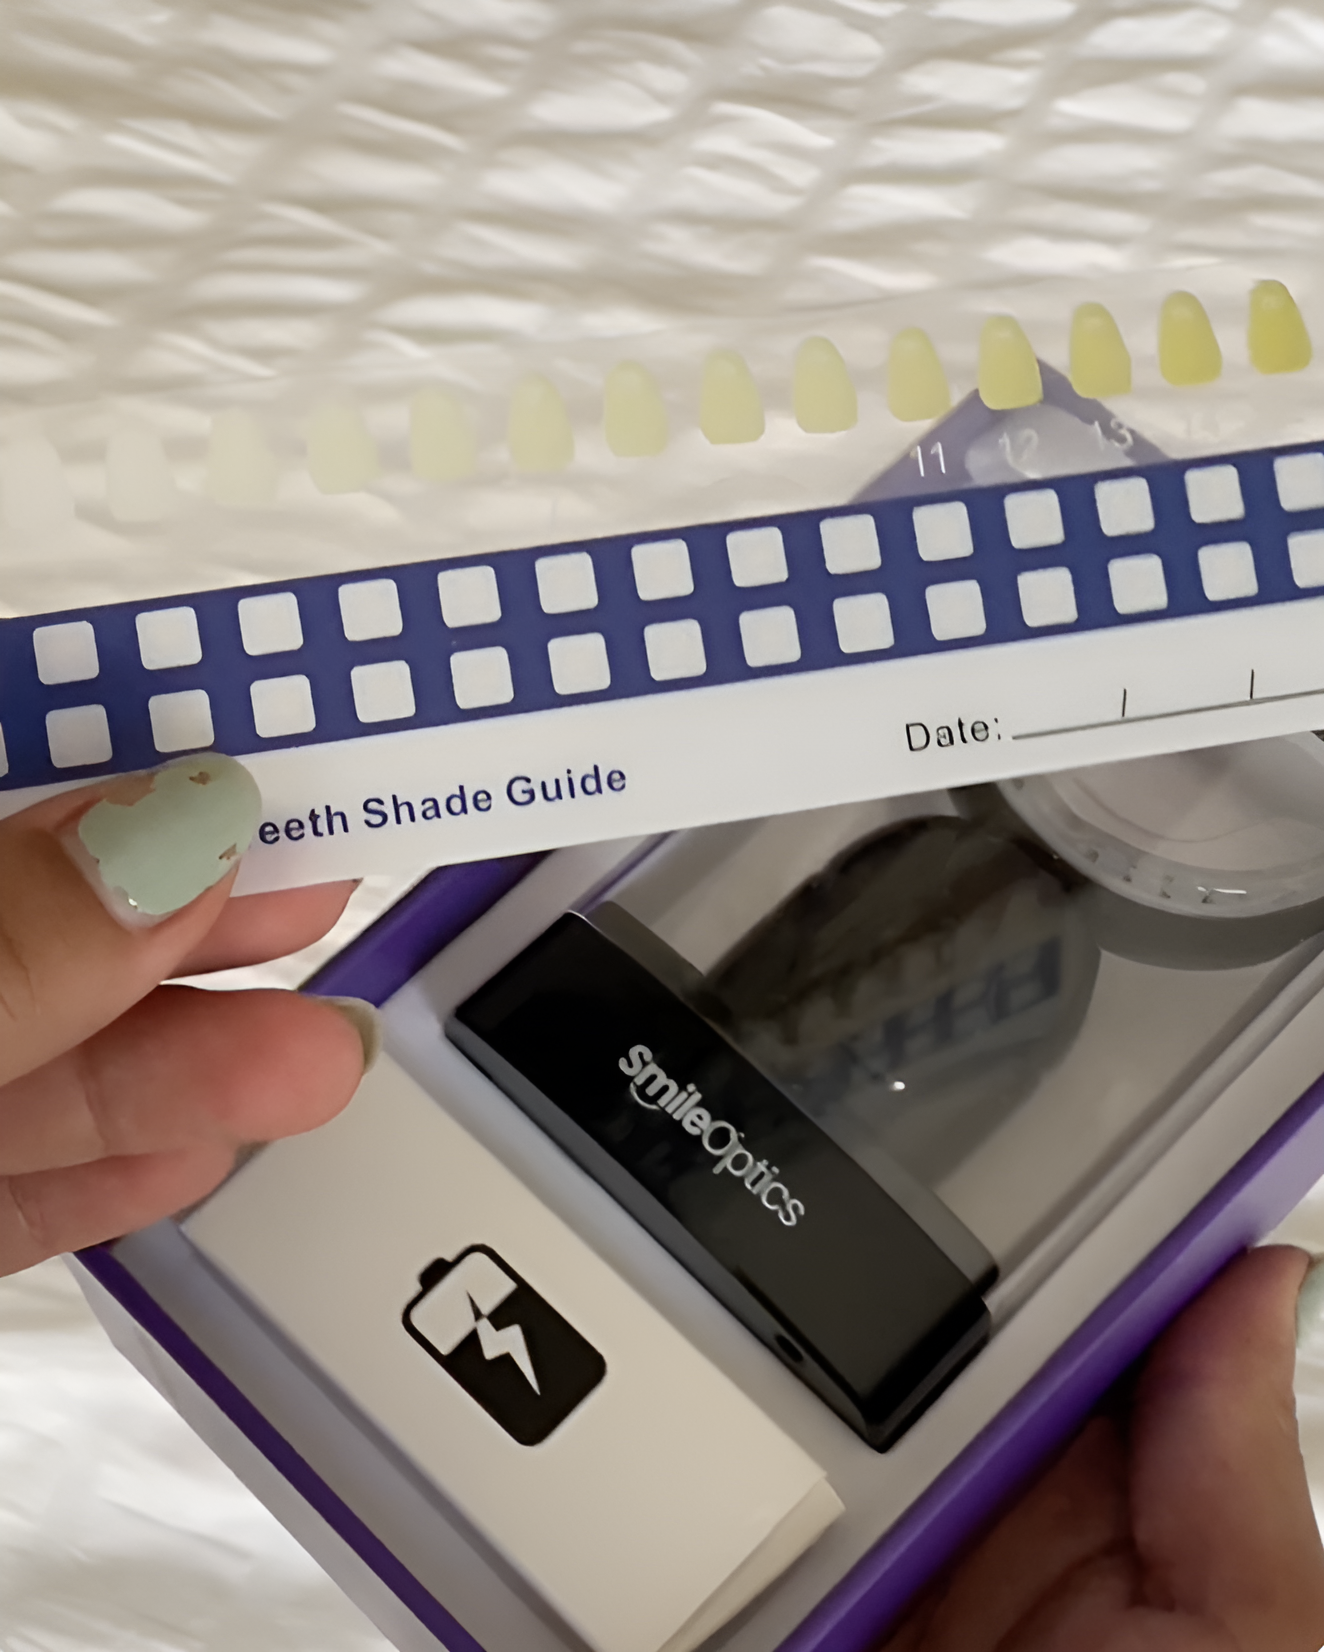 11 12 13
Date:
eeth Shade Guide
smileOptics